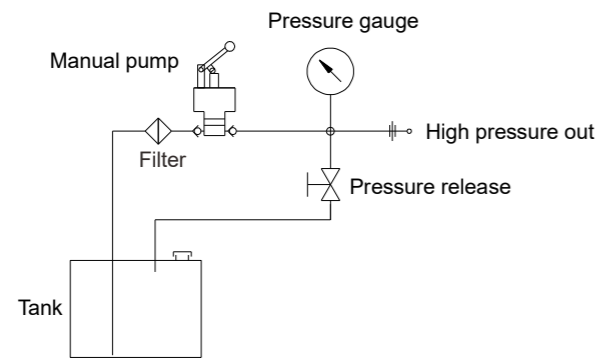 Pressure gauge
Manual pump
High pressure out
Filter
Pressure release
Tank